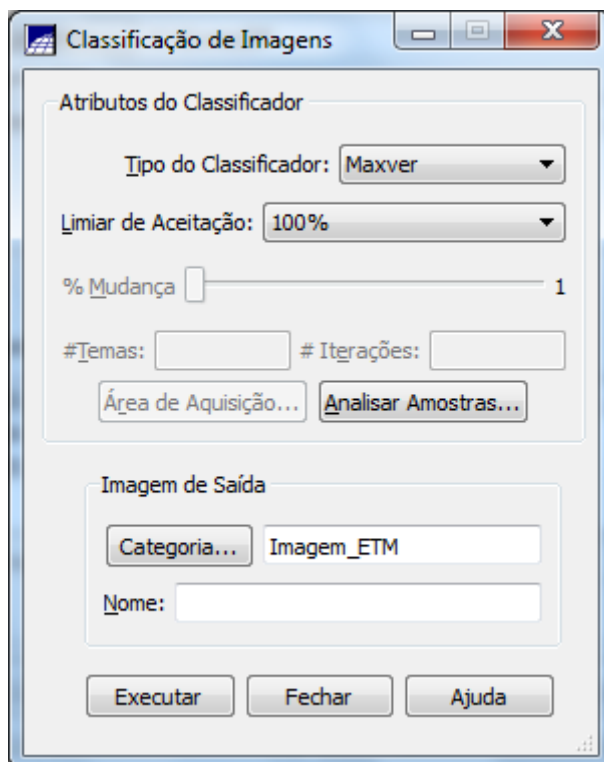 Classificação de Imagens
Atributos do Classificador
Tipo do Classificador: Maxver
Limiar de Aceitação: 100%
% Mudança 1
#Temas: # Iterações:
Área de Aquisição... Analisar Amostras...
Imagem de Saída
Categoria... Imagem_ETM
Nome:
Executar Fechar Ajuda